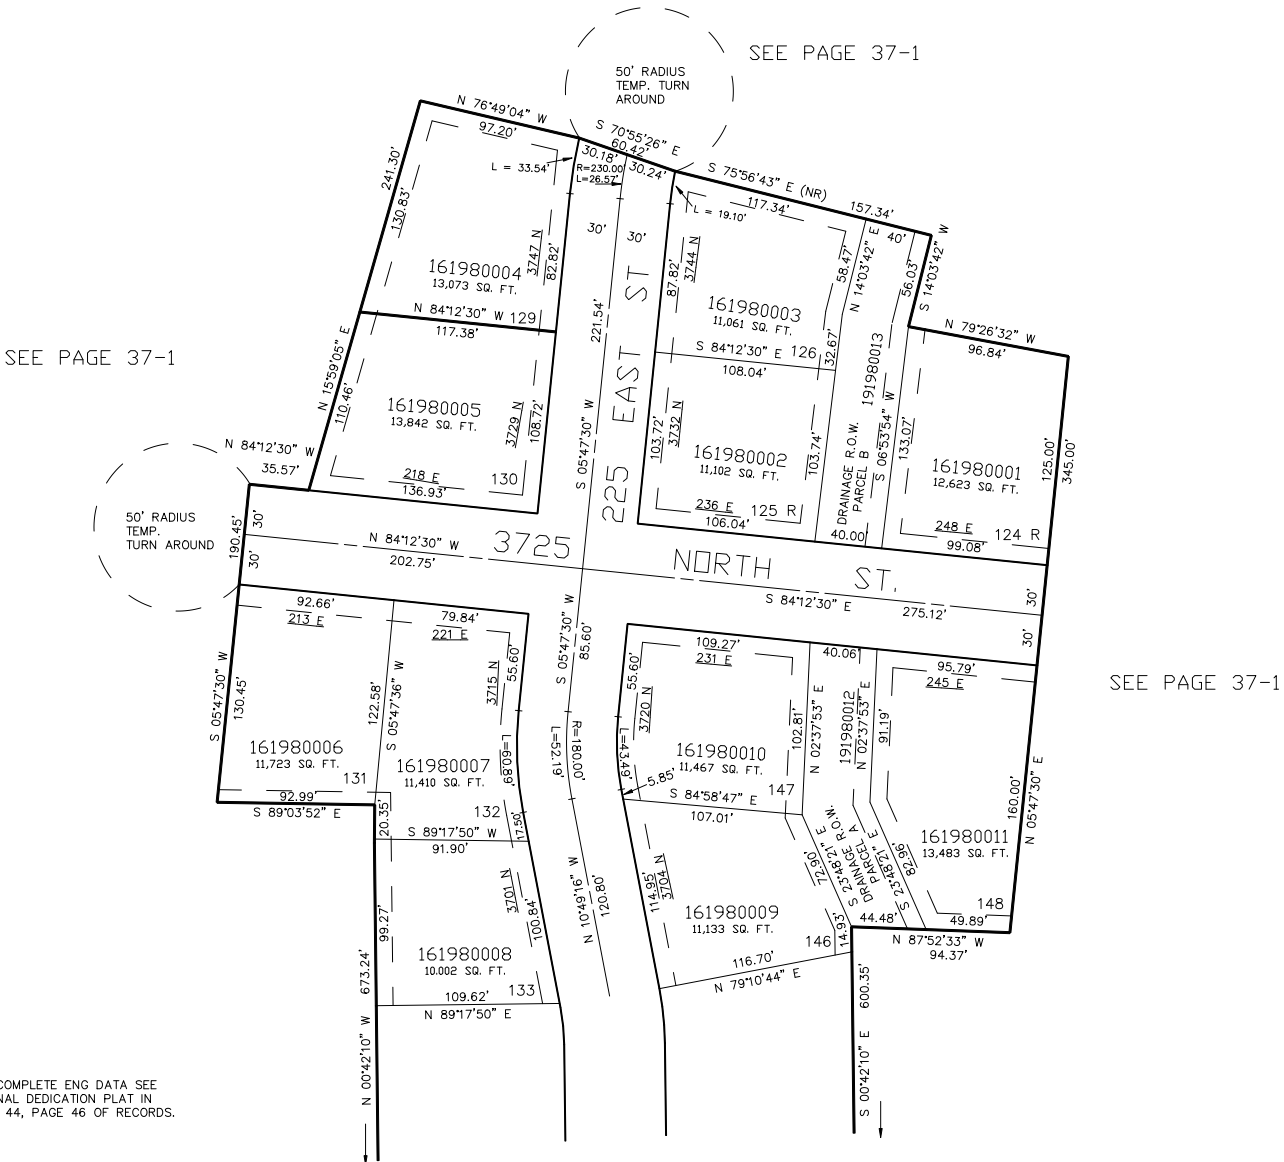 SEE PAGE 37-1
50' RADIUS
TEMP. TURN
AROUND
N 76°49'04" W
97.20'
S 70°55'26" E
60.42'
30.18'
30.24'
R=230.00
L=26.57'
L = 33.54'
L = 19.10'
S 75°56'43" E (NR)
117.34'
157.34'
40'
241.30'
130.83'
3747 N
82.82'
30'
30'
87.82'
3744 N
58.47'
N 14°03'42" E
56.03'
S 14°03'42" W
161980004
13,073 SQ. FT.
N 84°12'30" W
129
117.38'
221.54'
225 EAST ST
161980003
11,061 SQ. FT.
S 84°12'30" E
126
108.04'
32.67'
191980013
N 79°26'32" W
96.84'
SEE PAGE 37-1
N 15°59'05" E
110.46'
161980005
13,842 SQ. FT.
3729 N
108.72'
218 E
130
136.93'
S 05°47'30" W
103.72'
3732 N
161980002
11,102 SQ. FT.
236 E
125 R
106.04'
103.74'
DRAINAGE R.O.W.
PARCEL B
S 06°53'54" W
133.07'
40.00'
161980001
12,623 SQ. FT.
248 E
124 R
99.08'
125.00'
345.00'
N 84°12'30" W
35.57'
50' RADIUS
TEMP.
TURN AROUND
190.45'
30'
30'
N 84°12'30" W
202.75'
3725 NORTH ST.
S 84°12'30" E
275.12'
30'
30'
92.66'
213 E
79.84'
221 E
S 05°47'30" W
130.45'
122.58'
S 05°47'36" W
3715 N
55.60'
S 05°47'30" W
85.60'
55.60'
3720 N
109.27'
231 E
40.06'
95.79'
245 E
SEE PAGE 37-1
161980006
11,723 SQ. FT.
131
92.99'
S 89°03'52" E
161980007
11,410 SQ. FT.
132
L=60.89'
L=52.19'
R=180.00'
L=43.49'
5.85'
161980010
11,467 SQ. FT.
147
102.81'
N 02°37'53" E
191980012
N 02°37'53" E
91.19'
S 84°58'47" E
107.01'
20.35'
S 89°17'50" W
91.90'
17.50'
161980011
13,483 SQ. FT.
148
160.00'
N 05°47'30" E
72.90'
S 23°48'21" E
DRAINAGE R.O.W.
PARCEL A
S 23°48'21" E
82.96'
3701 N
100.84'
N 10°49'16" W
120.80'
114.95'
3704 N
161980009
11,133 SQ. FT.
146
14.93'
44.48'
49.89'
N 87°52'33" W
94.37'
99.27'
161980008
10.002 SQ. FT.
133
109.62'
N 89°17'50" E
116.70'
N 79°10'44" E
N 00°42'10" W 673.24'
S 00°42'10" E 600.35'
COMPLETE ENG DATA SEE
NAL DEDICATION PLAT IN
44, PAGE 46 OF RECORDS.